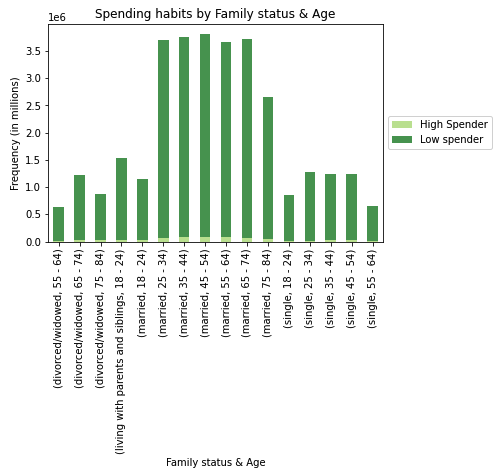 Spending habits by Family status & Age
1e6
Frequency (in millions)
3.5
3.0
2.5
2.0
1.5
1.0
0.5
0.0
High Spender
Low spender
(divorced/widowed, 55 - 64)
(divorced/widowed, 65 - 74)
(divorced/widowed, 75 - 84)
(living with parents and siblings, 18 - 24)
(married, 18 - 24)
(married, 25 - 34)
(married, 35 - 44)
(married, 45 - 54)
(married, 55 - 64)
(married, 65 - 74)
(married, 75 - 84)
(single, 18 - 24)
(single, 25 - 34)
(single, 35 - 44)
(single, 45 - 54)
(single, 55 - 64)
Family status & Age